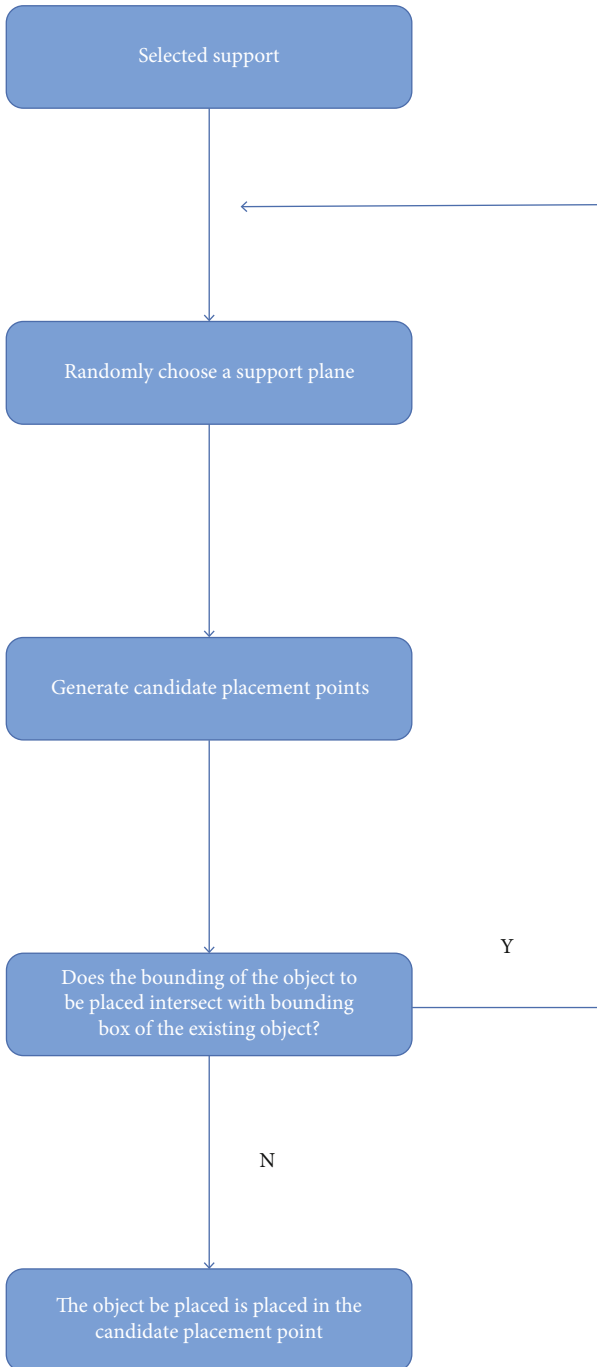 Selected support
Randomly choose a support plane
Generate candidate placement points
Does the bounding of the object to
be placed intersect with bounding
box of the existing object?
Y
N
The object be placed is placed in the
candidate placement point